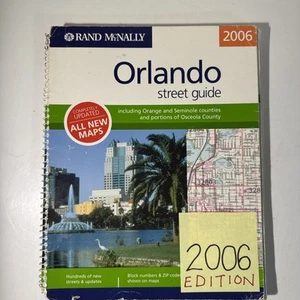 RAND MCNALLY
2006
Orlando
street guide
including Orange and Seminole counties
and portions of Osceola County
COMPLETELY
UPDATED
ALL NEW
MAPS
Hundreds of new
streets & updates
Block numbers & ZIP codes
shown on maps
2006
EDITION